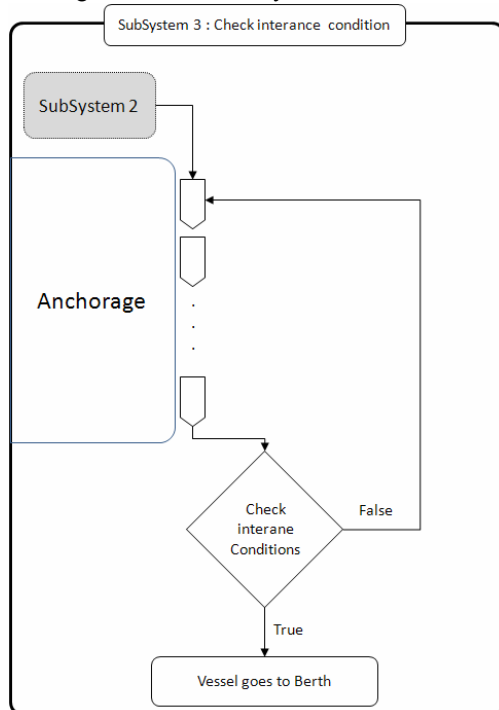 SubSystem 3 : Check interance condition
SubSystem 2
Anchorage
Check
interane
Conditions
False
True
Vessel goes to Berth